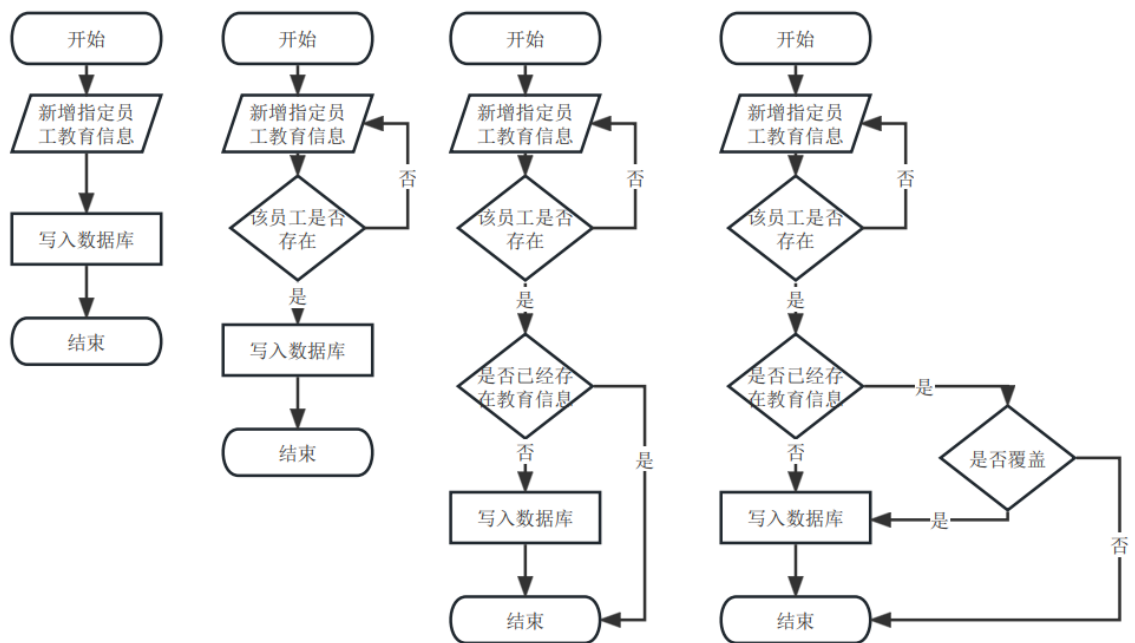 开始
新增指定员
工教育信息
写入数据库
结束
开始
新增指定员
工教育信息
否
该员工是否
存在
是
写入数据库
结束
开始
新增指定员
工教育信息
否
该员工是否
存在
是
是否已经存
在教育信息
否
是
写入数据库
结束
开始
新增指定员
工教育信息
否
该员工是否
存在
是
是否已经存
在教育信息
是
是否覆盖
否
写入数据库
是
否
结束